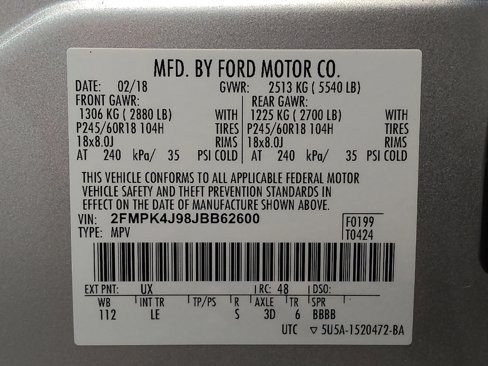 MFD. BY FORD MOTOR CO.
DATE: 02/18 GVWR: 2513 KG ( 5540 LB)
FRONT GAWR: REAR GAWR:
1306 KG ( 2880 LB) WITH 1225 KG ( 2700 LB) WITH
P245/60R18 104H TIRES P245/60R18 104H TIRES
18x8.0J RIMS 18x8.0J RIMS
AT 240 kPa/ 35 PSI COLD AT 240 kPa/ 35 PSI COLD
THIS VEHICLE CONFORMS TO ALL APPLICABLE FEDERAL MOTOR
VEHICLE SAFETY AND THEFT PREVENTION STANDARDS IN
EFFECT ON THE DATE OF MANUFACTURE SHOWN ABOVE.
VIN: 2FMPK4J98JBB62600 F0199
TYPE: MPV T0424
EXT PNT: UX RC: 48 DSO:
WB INT TR TP/PS R AXLE TR SPR
112 LE S 3D 6 BBBB
UTC ▽ 5U5A-1520472-BA